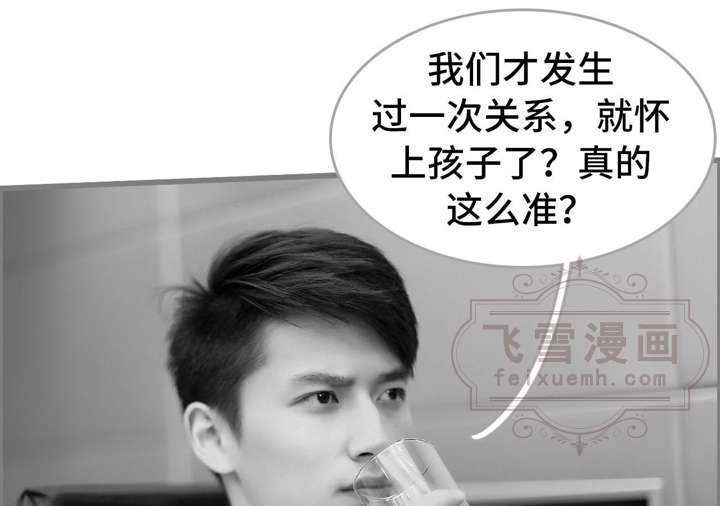 我们才发生
过一次关系，就怀
上孩子了？真的
这么准？
飞雪漫画
feixuemh.com